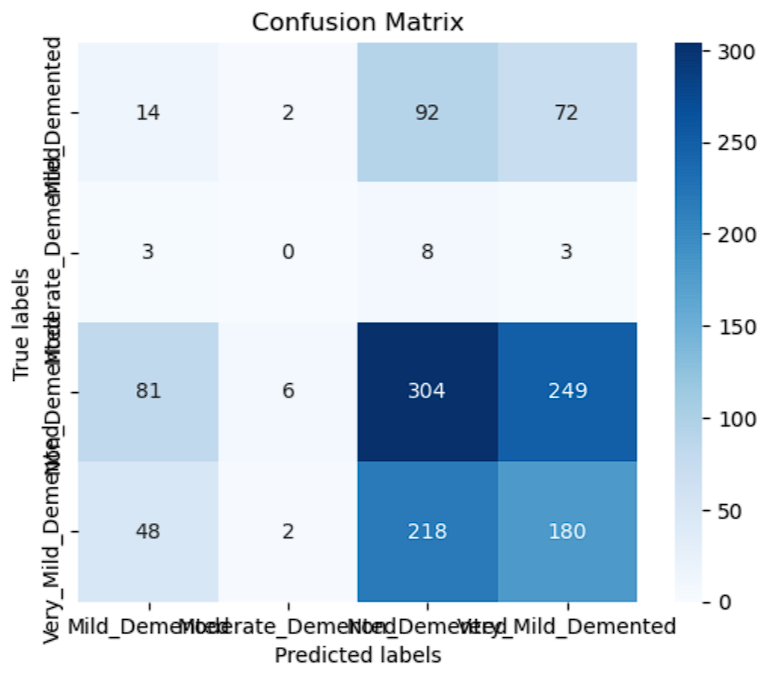 Confusion Matrix
True labels
Mild_Demented
Moderate_Demented
Non_Demented
Very_Mild_Demented
14 2 92 72
3 0 8 3
81 6 304 249
48 2 218 180
300
250
200
150
100
50
0
Mild_Demented Moderate_Demented Non_Demented Very_Mild_Demented
Predicted labels